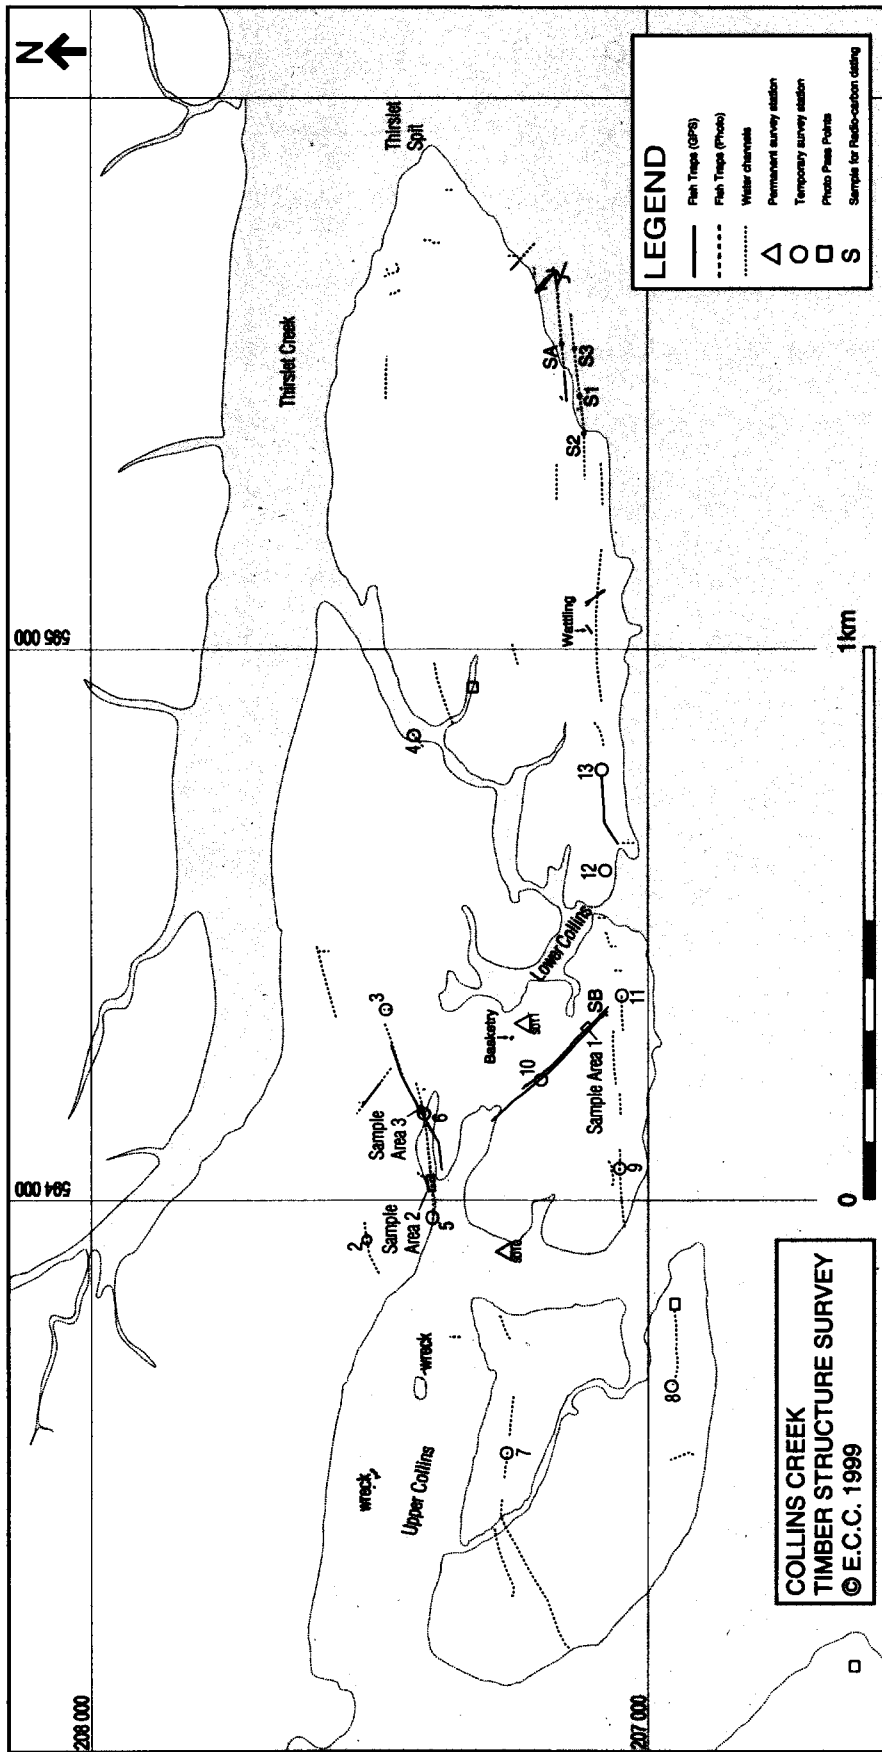 N
208 000
207 000
594 000
595 000
Thirslet Creek
Thirslet
Spit
wreck
wreck
Upper Collins
Lower Collins
Basketry
Wattling
Sample
Area 2
Sample
Area 3
Sample Area 1
SA
SB
S1
S2
S3
2
3
4
5
6
7
8
9
10
11
12
13
COLLINS CREEK
TIMBER STRUCTURE SURVEY
© E.C.C. 1999
0
1km
LEGEND
Fish Traps (GPS)
Fish Traps (Photo)
Water channels
Permanent survey station
Temporary survey station
Photo Pass Points
S
Sample for Radio-carbon dating